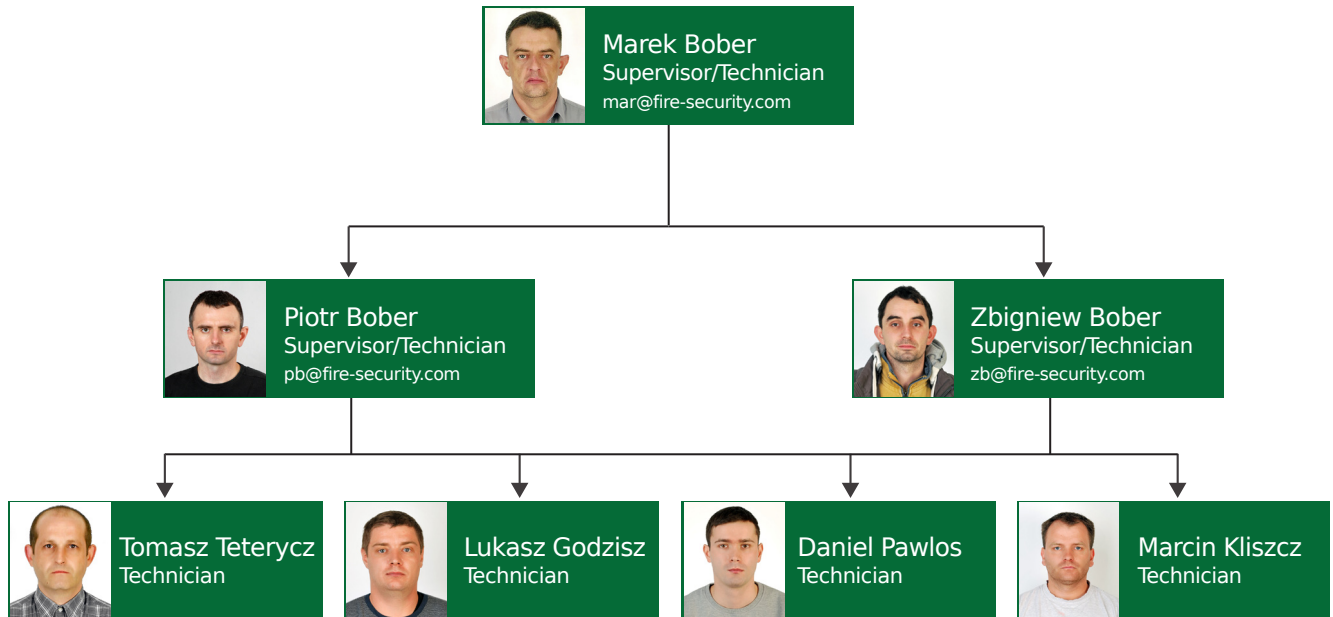 Marek Bober
Supervisor/Technician
mar@fire-security.com
Piotr Bober
Supervisor/Technician
pb@fire-security.com
Zbigniew Bober
Supervisor/Technician
zb@fire-security.com
Tomasz Teterycz
Technician
Lukasz Godzisz
Technician
Daniel Pawlos
Technician
Marcin Kliszcz
Technician